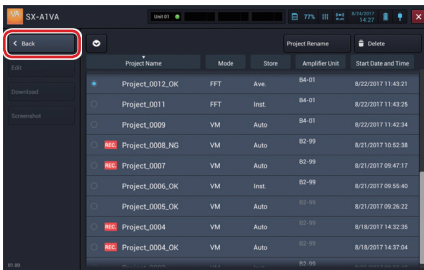 UA SX-A1VA Unit 01 77% 8/14/2017
14:27
Back Project Rename Delete
Project Name Mode Store Amplifier Unit Start Date and Time
Edit
Project_0012_OK FFT Ave. B4-01 8/22/2017 11:43:21
Download
Project_0011 FFT Inst. B4-01 8/22/2017 11:43:26
Screenshot
Project_0009 VM Auto B4-01 8/22/2017 11:42:34
REC. Project_0008_NG VM Auto B2-99 8/21/2017 10:52:38
REC. Project_0007 VM Auto B2-99 8/21/2017 09:47:17
Project_0006_OK VM Inst. B2-99 8/21/2017 09:55:40
Project_0005_OK VM Auto B2-99 8/21/2017 09:26:22
REC. Project_0004 VM Auto B2-99 8/18/2017 14:32:35
REC. Project_0004_OK VM Auto B2-99 8/18/2017 14:37:04